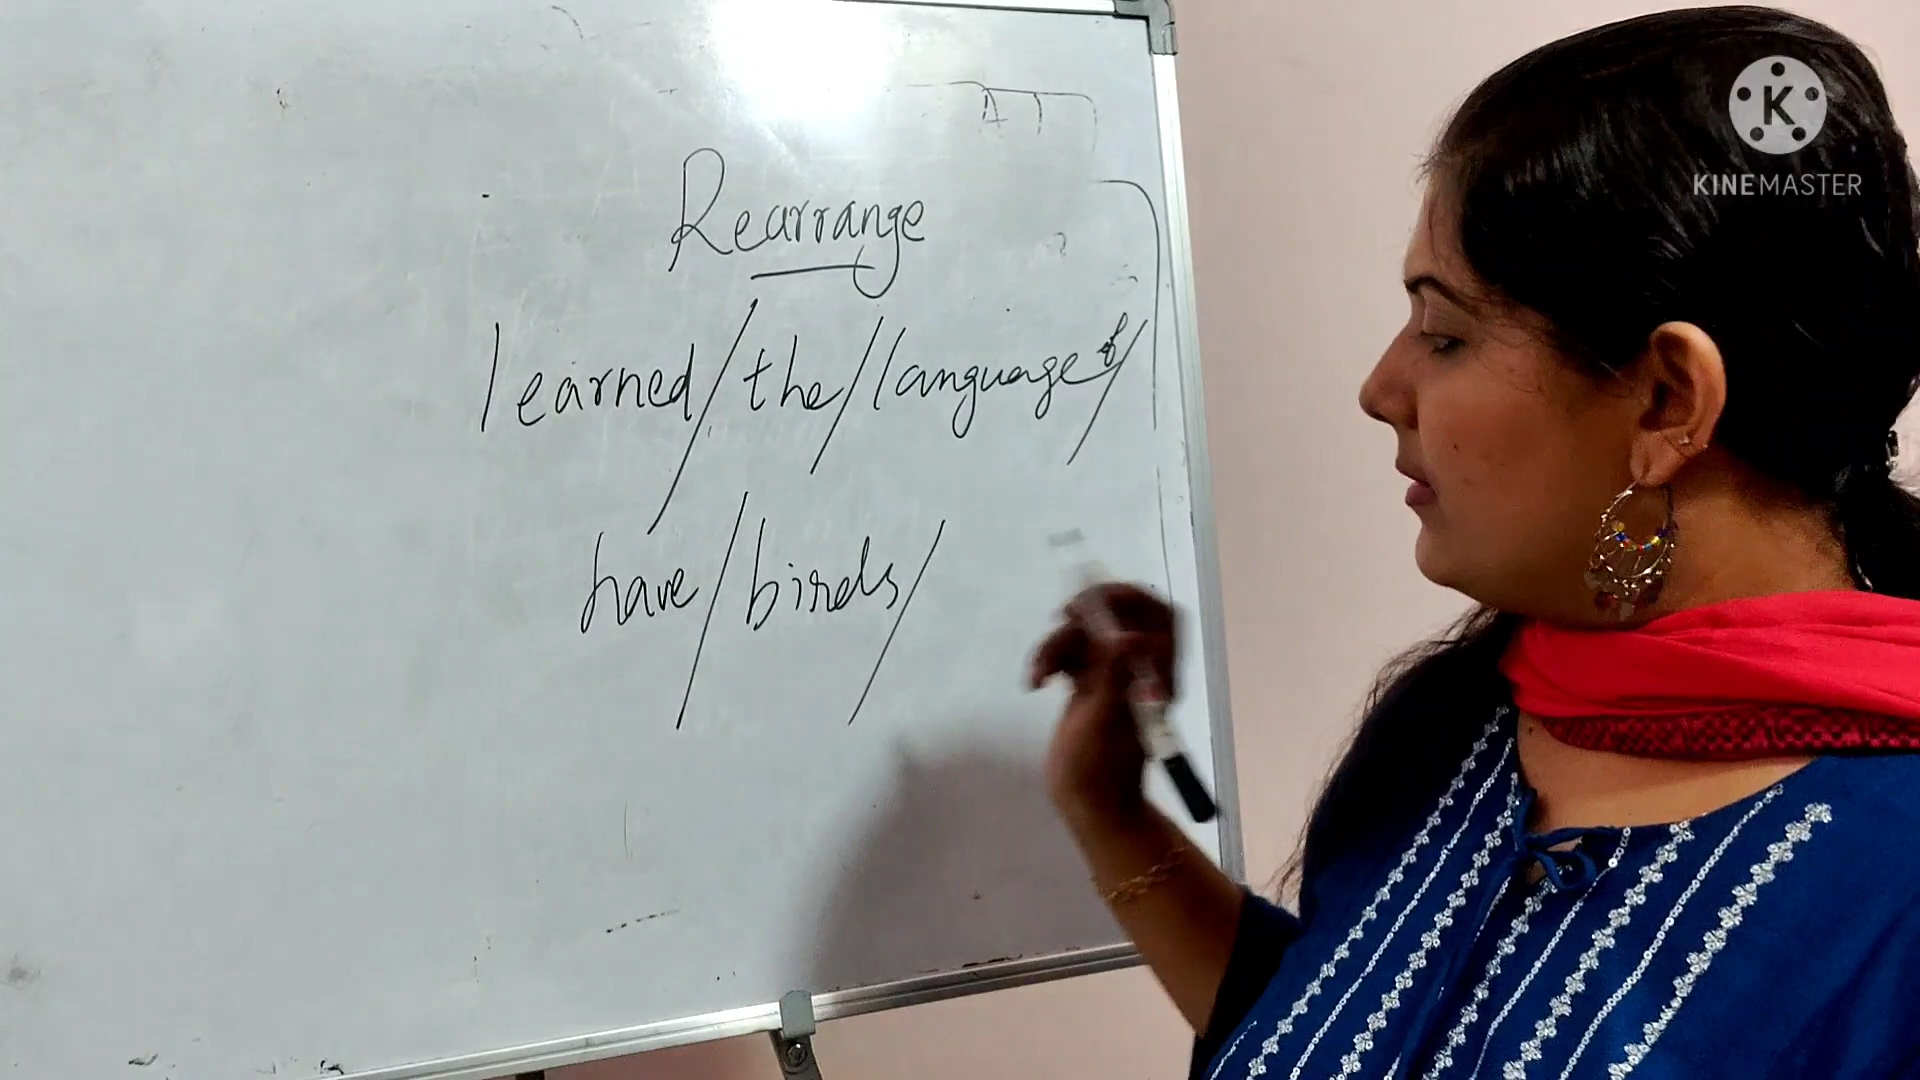 K
KINEMASTER
Rearrange
learned/the/language of/
have/birds/